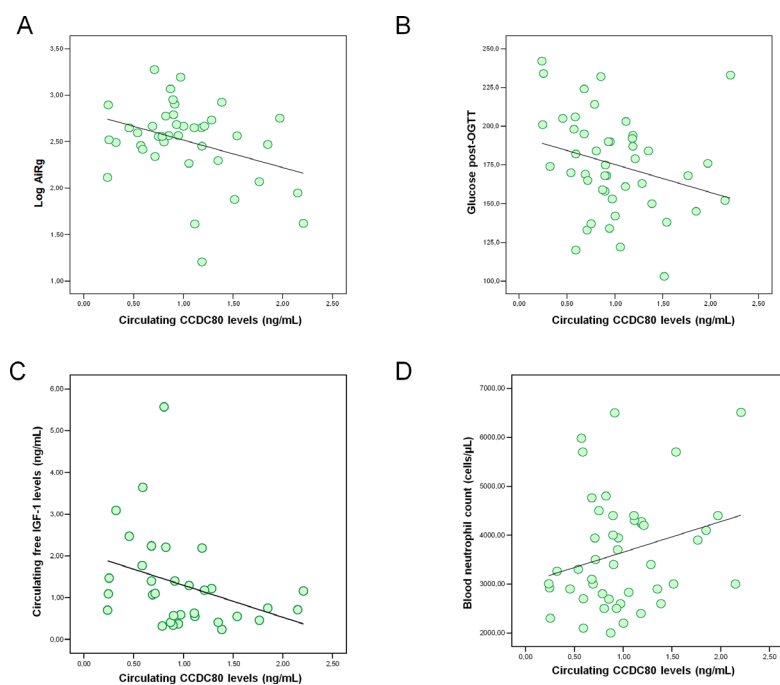 A
Log AIRg
3,50
3,00
2,50
2,00
1,50
1,00
0,00 0,50 1,00 1,50 2,00 2,50
Circulating CCDC80 levels (ng/mL)
B
Glucose post-OGTT
250,0
225,0
200,0
175,0
150,0
125,0
100,0
0,00 0,50 1,00 1,50 2,00 2,50
Circulating CCDC80 levels (ng/mL)
C
Circulating free IGF-1 levels (ng/mL)
6,00
5,00
4,00
3,00
2,00
1,00
0,00
0,00 0,50 1,00 1,50 2,00 2,50
Circulating CCDC80 levels (ng/mL)
D
Blood neutrophil count (cells/µL)
7000,00
6000,00
5000,00
4000,00
3000,00
2000,00
0,00 0,50 1,00 1,50 2,00 2,50
Circulating CCDC80 levels (ng/mL)